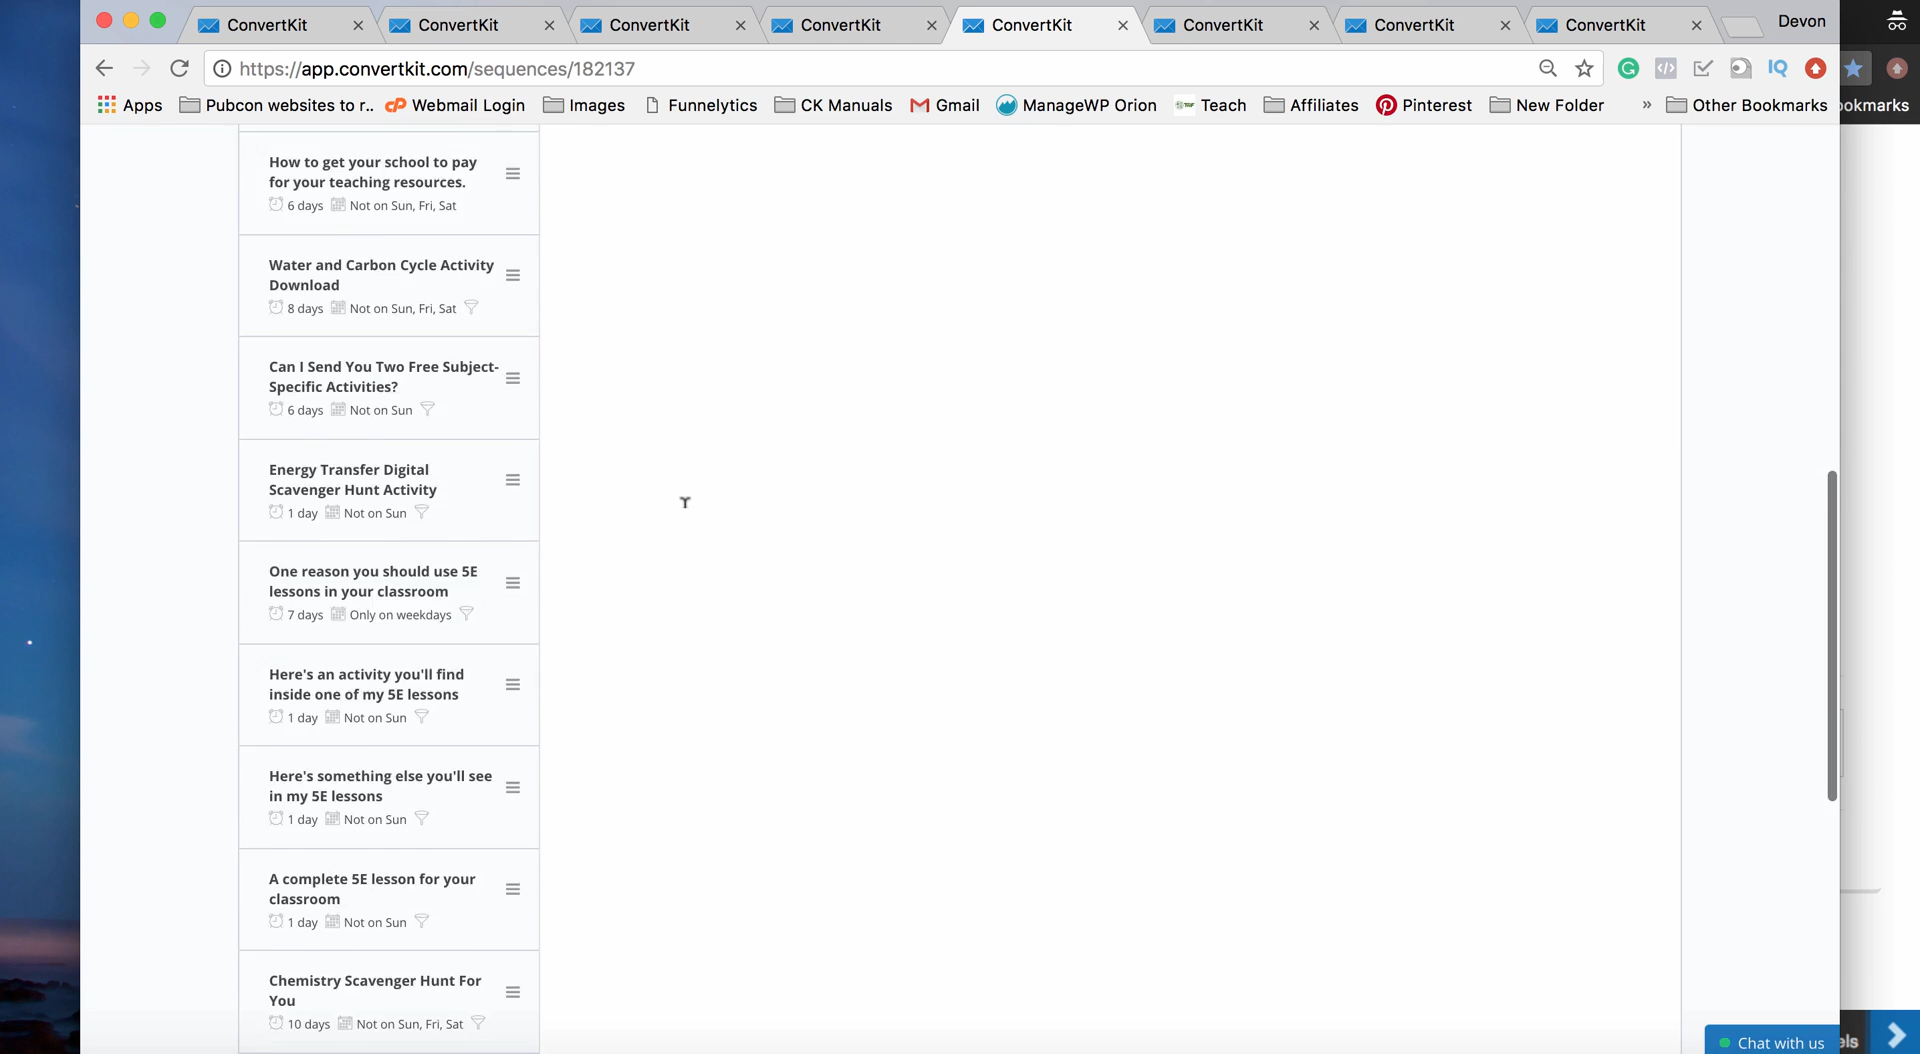 ConvertKit
ConvertKit
ConvertKit
ConvertKit
ConvertKit
ConvertKit
ConvertKit
ConvertKit
Devon
https://app.convertkit.com/sequences/182137
IQ
Apps
Pubcon websites to r..
Webmail Login
Images
Funnelytics
CK Manuals
Gmail
ManageWP Orion
Teach
Affiliates
Pinterest
New Folder
»
Other Bookmarks
ookmarks
How to get your school to pay
for your teaching resources.
6 days Not on Sun, Fri, Sat
Water and Carbon Cycle Activity
Download
8 days Not on Sun, Fri, Sat
Can I Send You Two Free Subject-
Specific Activities?
6 days Not on Sun
Energy Transfer Digital
Scavenger Hunt Activity
1 day Not on Sun
One reason you should use 5E
lessons in your classroom
7 days Only on weekdays
Here's an activity you'll find
inside one of my 5E lessons
1 day Not on Sun
Here's something else you'll see
in my 5E lessons
1 day Not on Sun
A complete 5E lesson for your
classroom
1 day Not on Sun
Chemistry Scavenger Hunt For
You
10 days Not on Sun, Fri, Sat
Chat with us
els